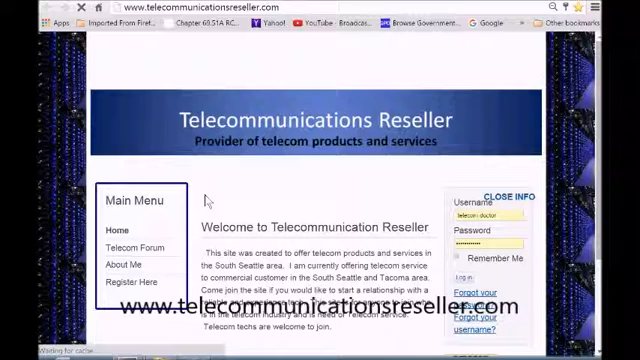 www.telecommunicationsreseller.com
Apps Imported From Firef Chapter 69.51A RC... Yahoo! YouTube - Broadcas... Browse Government... Google Other bookmarks
Telecommunications Reseller
Provider of telecom products and services
Main Menu
Home
Telecom Forum
About Me
Register Here
Welcome to Telecommunication Reseller
This site was created to offer telecom products and services in
the South Seattle area. I am currently offering telecom service
to commercial customer in the Seattle and Tacoma area.
Come join the site if you would like to start a relationship with a
in the telecom industry and is need of telecom service.
Telecom techs are welcome to join.
CLOSE INFO
Username
telecom doctor
Password
Remember Me
Log in
Forgot your
password?
Forgot your
username?
www.telecommunicationsreseller.com
Waiting for cache...